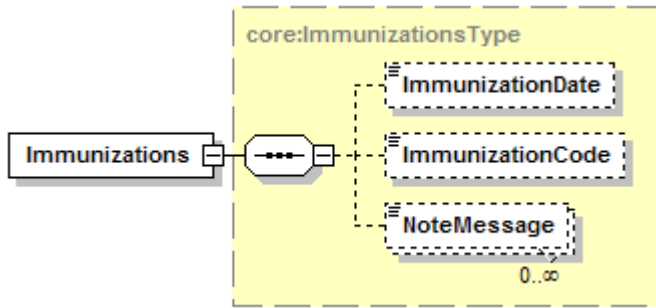 core:ImmunizationsType
ImmunizationDate
Immunizations
ImmunizationCode
NoteMessage
0..∞